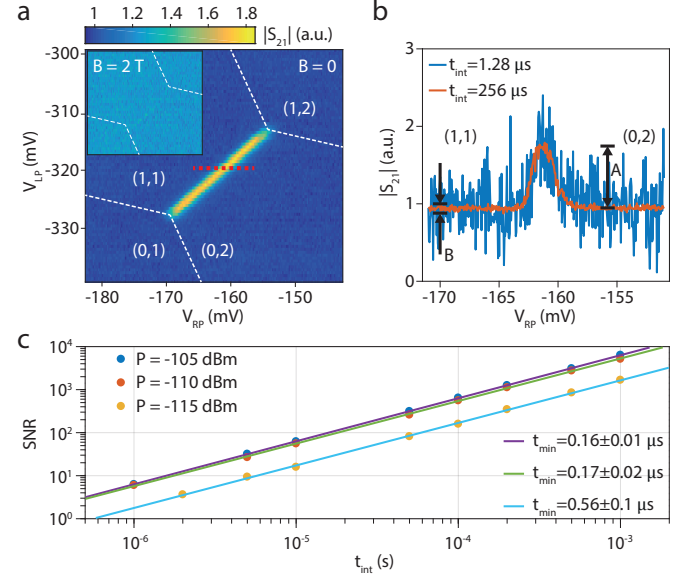 a
1 1.2 1.4 1.6 1.8
|S21| (a.u.)
-300
-310
-320
-330
VLP (mV)
B = 2 T
B = 0
(1,2)
(1,1)
(0,1)
(0,2)
-180 -170 -160 -150
VRP (mV)
b
tint=1.28 μs
tint=256 μs
3
2
1
0
|S21| (a.u.)
(1,1)
(0,2)
A
B
-170 -165 -160 -155
VRP (mV)
c
10^4
10^3
10^2
10^1
10^0
SNR
P = -105 dBm
P = -110 dBm
P = -115 dBm
tmin=0.16±0.01 μs
tmin=0.17±0.02 μs
tmin=0.56±0.1 μs
10^-6 10^-5 10^-4 10^-3
tint (s)